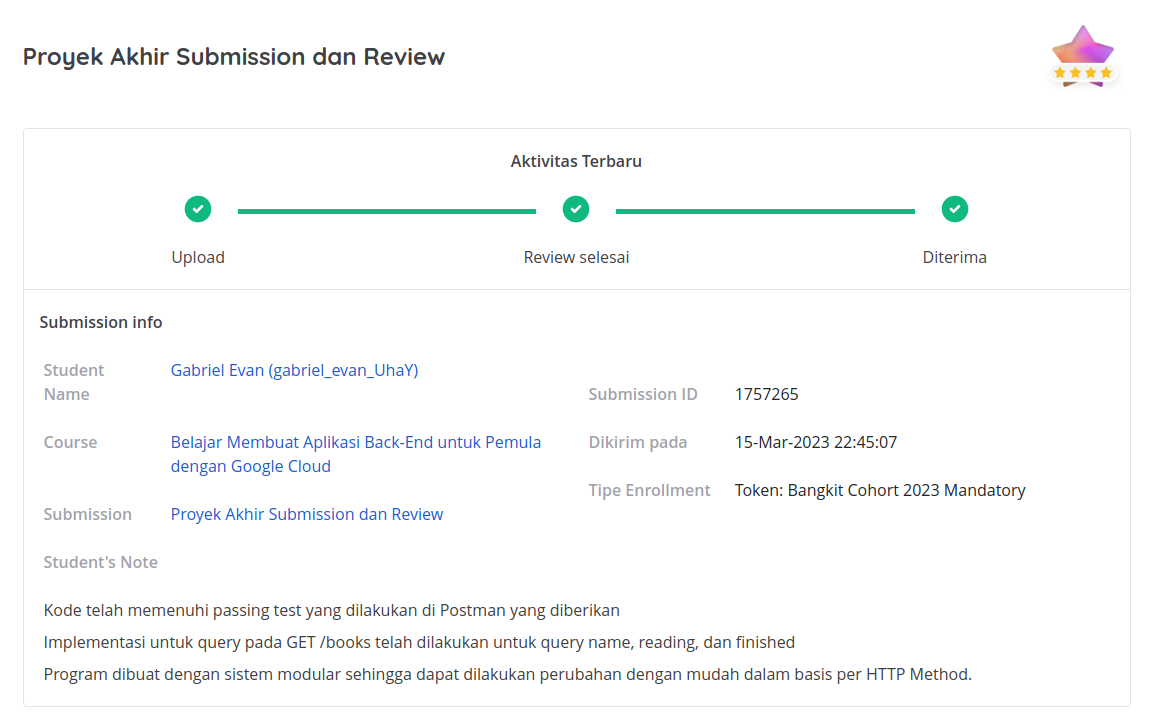 Proyek Akhir Submission dan Review
Aktivitas Terbaru
Upload
Review selesai
Diterima
Submission info
Student
Name
Gabriel Evan (gabriel_evan_UhaY)
Course
Belajar Membuat Aplikasi Back-End untuk Pemula
dengan Google Cloud
Submission
Proyek Akhir Submission dan Review
Submission ID
1757265
Dikirim pada
15-Mar-2023 22:45:07
Tipe Enrollment
Token: Bangkit Cohort 2023 Mandatory
Student's Note
Kode telah memenuhi passing test yang dilakukan di Postman yang diberikan
Implementasi untuk query pada GET /books telah dilakukan untuk query name, reading, dan finished
Program dibuat dengan sistem modular sehingga dapat dilakukan perubahan dengan mudah dalam basis per HTTP Method.